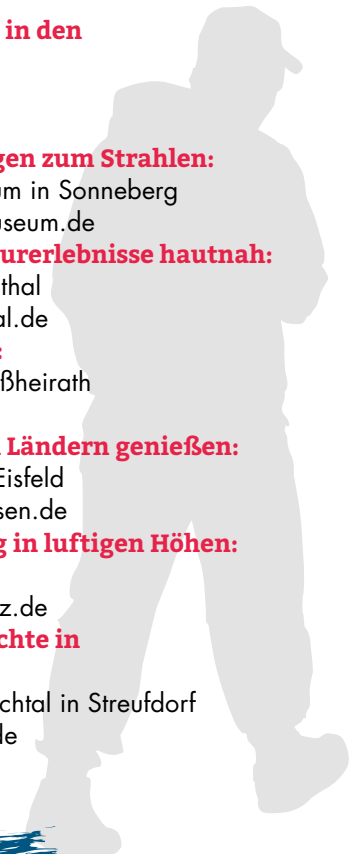 in den
gen zum Strahlen:
um in Sonneberg
useum.de
urerlebnisse hautnah:
thal
al.de
:
ßheirath
Ländern genießen:
Eisfeld
sen.de
g in luftigen Höhen:
z.de
chte in
chtal in Streufdorf
de